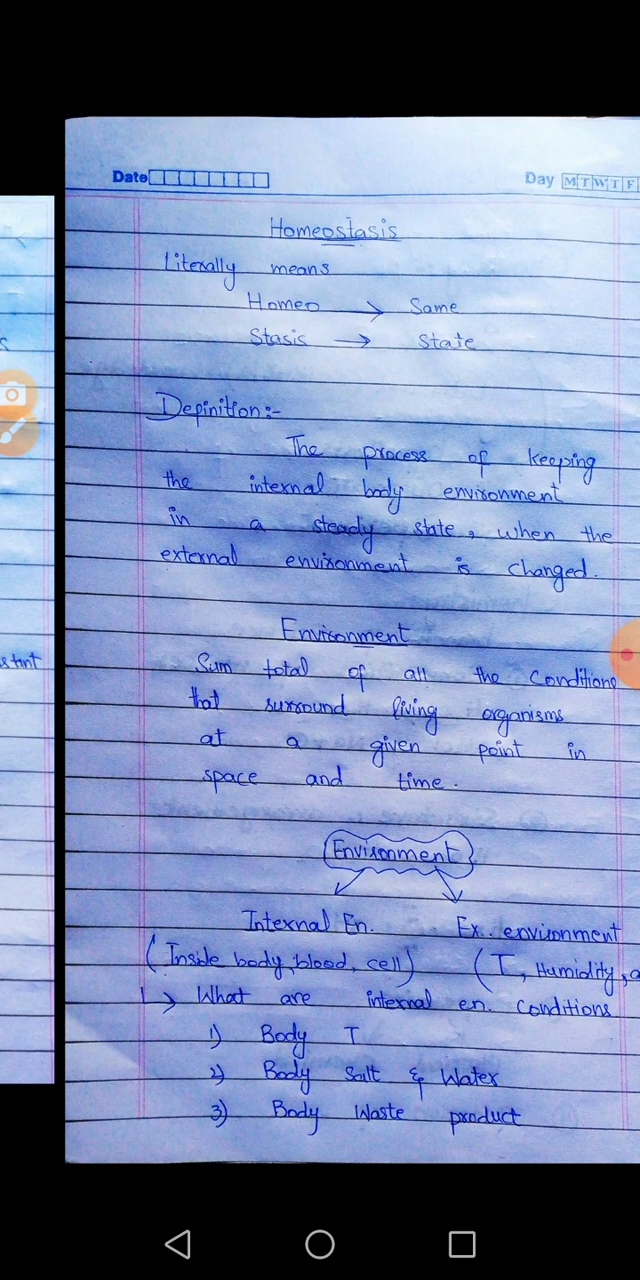 Date
Day M T W T F
Homeostasis
Literally means
Homeo → Same
Stasis → State
Definition:-
The process of keeping
the internal body environment
in a steady state, when the
external environment is changed.
Environment
Sum total of all the conditions
that surround living organisms
at a given point in
space and time.
Environment
Internal En. Ex. environment
(Inside body, blood, cell) (T, Humidity,
↳ What are internal en. conditions
1) Body T
2) Body Salt & Water
3) Body Waste product